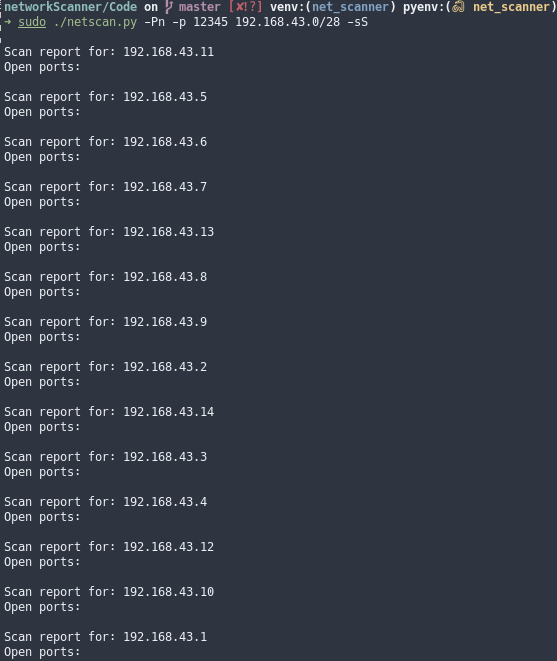 networkScanner/Code on master [✘!?] venv:(net_scanner) pyenv:(🐍 net_scanner)
➜ sudo ./netscan.py -Pn -p 12345 192.168.43.0/28 -sS
Scan report for: 192.168.43.11
Open ports:
Scan report for: 192.168.43.5
Open ports:
Scan report for: 192.168.43.6
Open ports:
Scan report for: 192.168.43.7
Open ports:
Scan report for: 192.168.43.13
Open ports:
Scan report for: 192.168.43.8
Open ports:
Scan report for: 192.168.43.9
Open ports:
Scan report for: 192.168.43.2
Open ports:
Scan report for: 192.168.43.14
Open ports:
Scan report for: 192.168.43.3
Open ports:
Scan report for: 192.168.43.4
Open ports:
Scan report for: 192.168.43.12
Open ports:
Scan report for: 192.168.43.10
Open ports:
Scan report for: 192.168.43.1
Open ports: